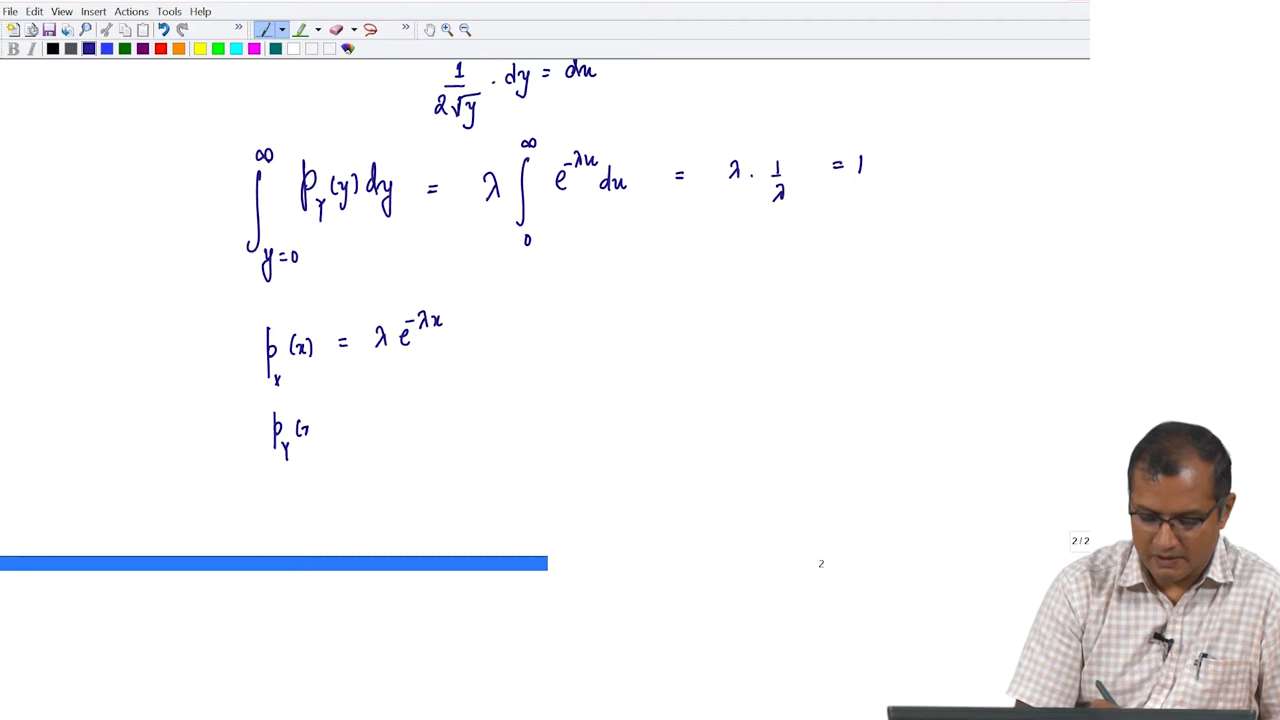 File Edit View Insert Actions Tools Help
» »
B I
1/(2√y) · dy = du
∫_{y=0}^{∞} p_Y(y) dy = λ ∫_0^∞ e^{-λu} du = λ · 1/λ = 1
p_X(x) = λ e^{-λx}
p_Y(
2 / 2
2